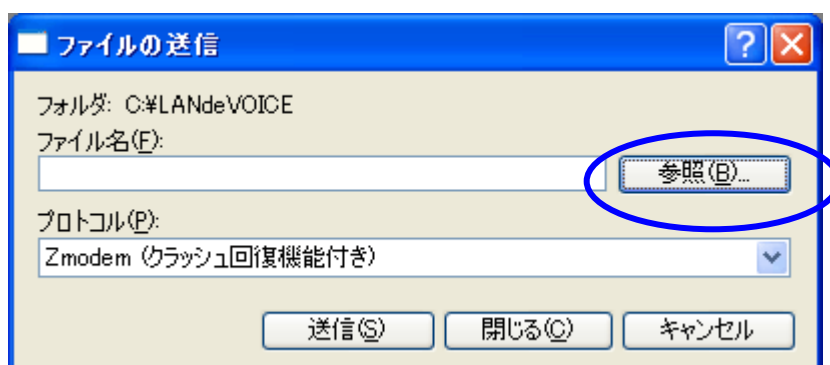 ファイルの送信
フォルダ: C:¥LANdeVOICE
ファイル名(F):
参照(B)...
プロトコル(P):
Zmodem (クラッシュ回復機能付き)
送信(S) 閉じる(C) キャンセル